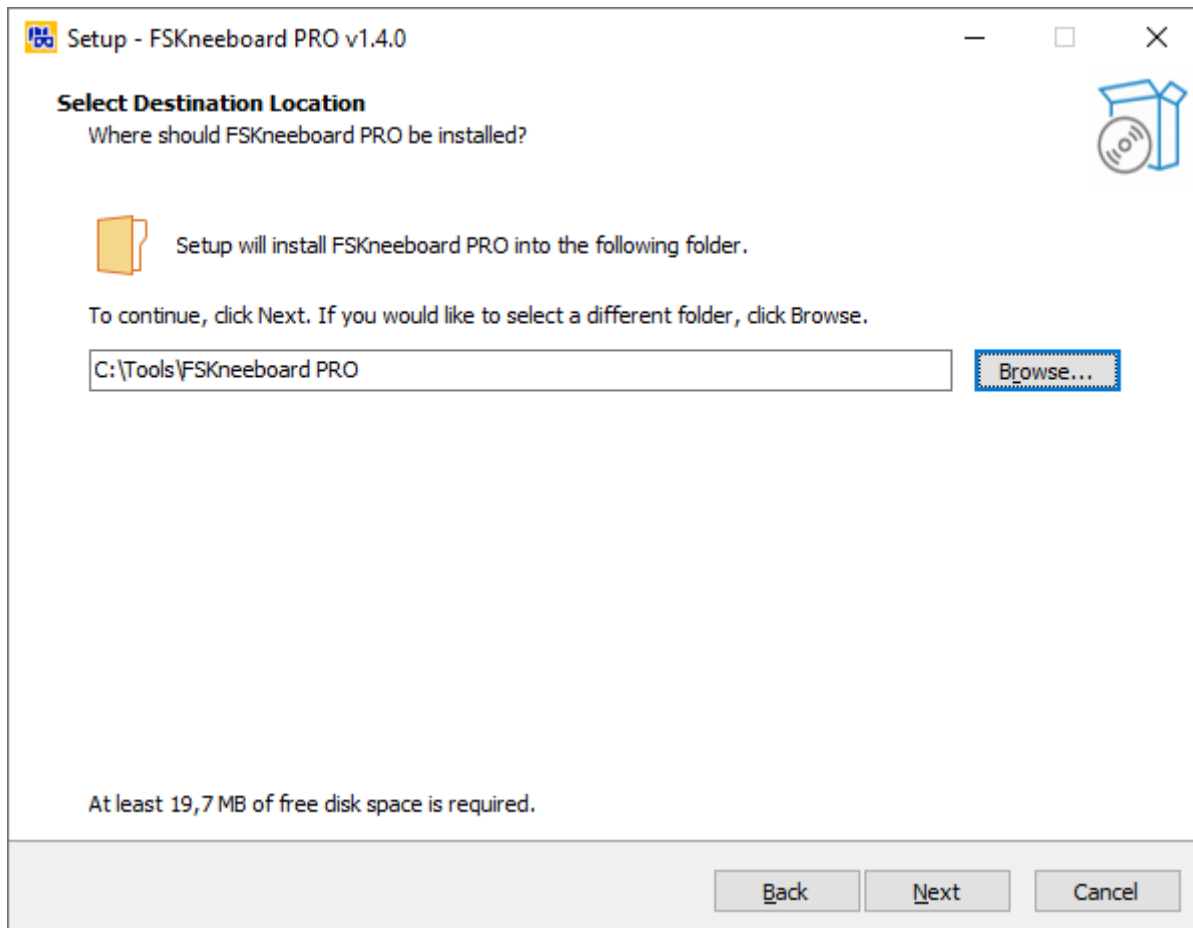 Setup - FSKneeboard PRO v1.4.0
Select Destination Location
Where should FSKneeboard PRO be installed?
Setup will install FSKneeboard PRO into the following folder.
To continue, click Next. If you would like to select a different folder, click Browse.
C:\Tools\FSKneeboard PRO
Browse...
At least 19,7 MB of free disk space is required.
Back
Next
Cancel